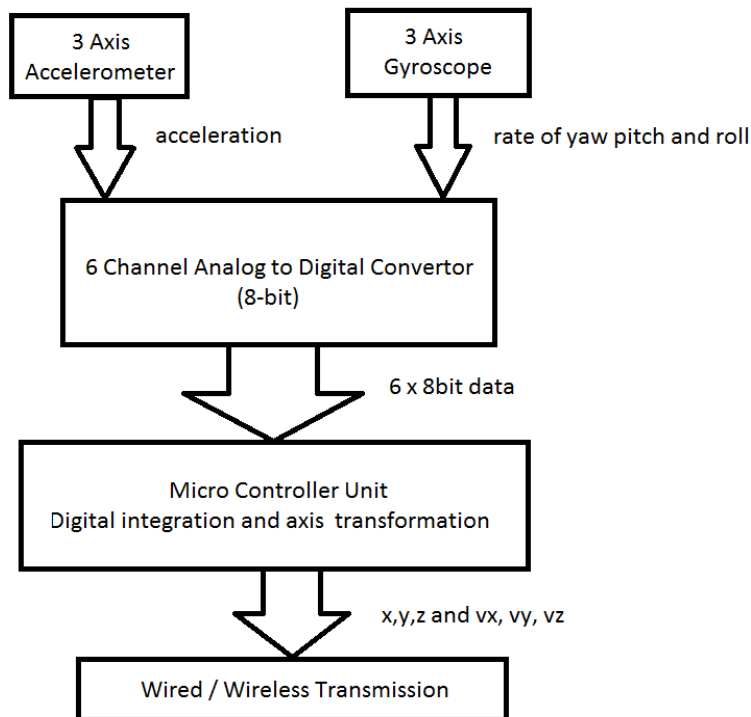 3 Axis
Accelerometer
3 Axis
Gyroscope
acceleration
rate of yaw pitch and roll
6 Channel Analog to Digital Convertor
(8-bit)
6 x 8bit data
Micro Controller Unit
Digital integration and axis transformation
x,y,z and vx, vy, vz
Wired / Wireless Transmission